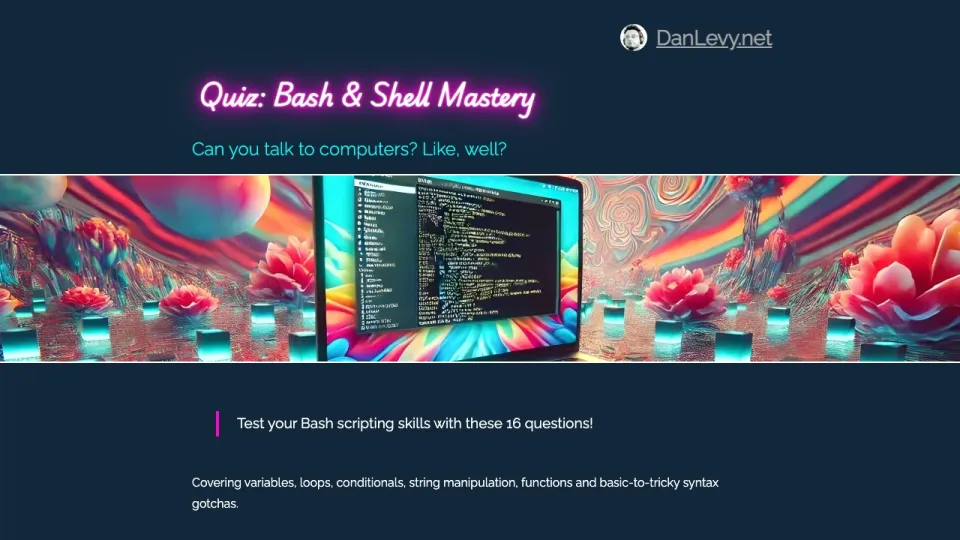 DanLevy.net
Quiz: Bash & Shell Mastery
Can you talk to computers? Like, well?
Test your Bash scripting skills with these 16 questions!
Covering variables, loops, conditionals, string manipulation, functions and basic-to-tricky syntax
gotchas.